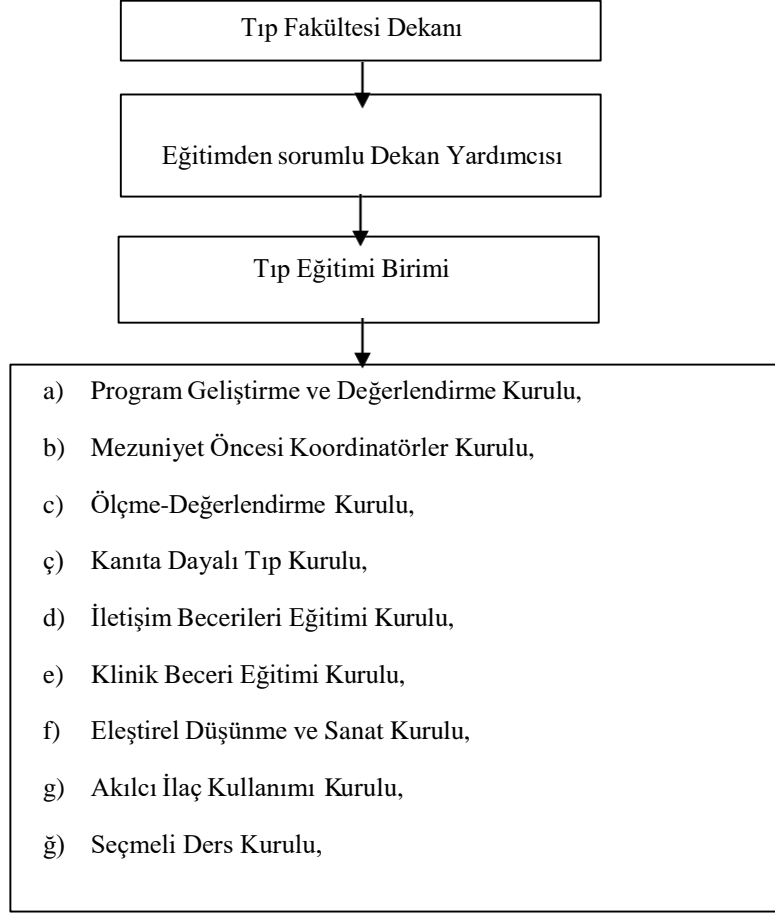 Tıp Fakültesi Dekanı
Eğitimden sorumlu Dekan Yardımcısı
Tıp Eğitimi Birimi
a) Program Geliştirme ve Değerlendirme Kurulu,
b) Mezuniyet Öncesi Koordinatörler Kurulu,
c) Ölçme-Değerlendirme Kurulu,
ç) Kanıta Dayalı Tıp Kurulu,
d) İletişim Becerileri Eğitimi Kurulu,
e) Klinik Beceri Eğitimi Kurulu,
f) Eleştirel Düşünme ve Sanat Kurulu,
g) Akılcı İlaç Kullanımı Kurulu,
ğ) Seçmeli Ders Kurulu,